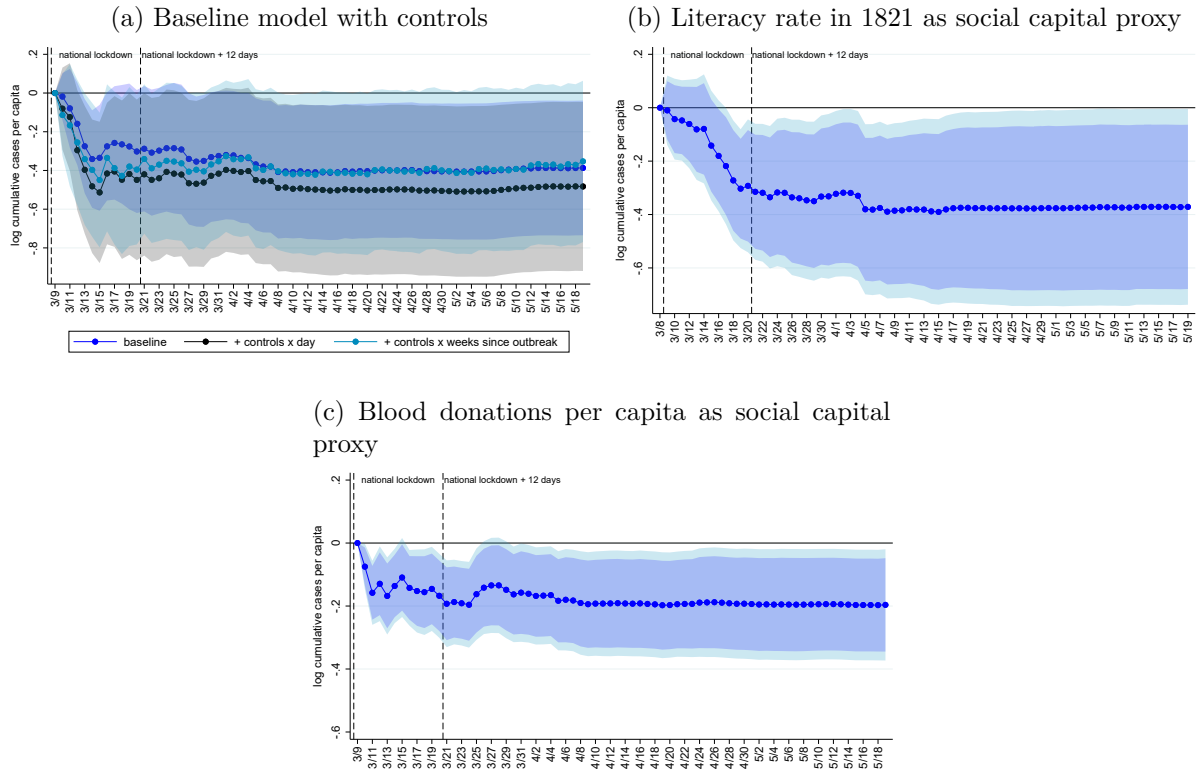 (a) Baseline model with controls
national lockdown
national lockdown + 12 days
log cumulative cases per capita
.2
0
-.2
-.4
-.6
-.8
3/9 3/11 3/13 3/15 3/17 3/19 3/21 3/23 3/25 3/27 3/29 3/31 4/2 4/4 4/6 4/8 4/10 4/12 4/14 4/16 4/18 4/20 4/22 4/24 4/26 4/28 4/30 5/2 5/4 5/6 5/8 5/10 5/12 5/14 5/16 5/18
baseline + controls x day + controls x weeks since outbreak
(b) Literacy rate in 1821 as social capital proxy
national lockdown
national lockdown + 12 days
log cumulative cases per capita
.2
0
-.2
-.4
-.6
3/8 3/10 3/12 3/14 3/16 3/18 3/20 3/22 3/24 3/26 3/28 3/30 4/1 4/3 4/5 4/7 4/9 4/11 4/13 4/15 4/17 4/19 4/21 4/23 4/25 4/27 4/29 5/1 5/3 5/5 5/7 5/9 5/11 5/13 5/15 5/17 5/19
(c) Blood donations per capita as social capital
proxy
national lockdown
national lockdown + 12 days
log cumulative cases per capita
.2
0
-.2
-.4
-.6
3/9 3/11 3/13 3/15 3/17 3/19 3/21 3/23 3/25 3/27 3/29 3/31 4/2 4/4 4/6 4/8 4/10 4/12 4/14 4/16 4/18 4/20 4/22 4/24 4/26 4/28 4/30 5/2 5/4 5/6 5/8 5/10 5/12 5/14 5/16 5/18